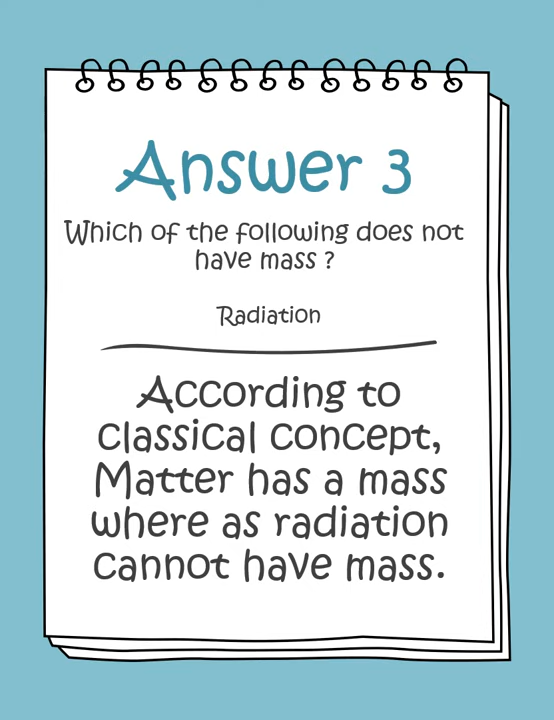 Answer 3
Which of the following does not
have mass ?
Radiation
According to
classical concept,
Matter has a mass
where as radiation
cannot have mass.